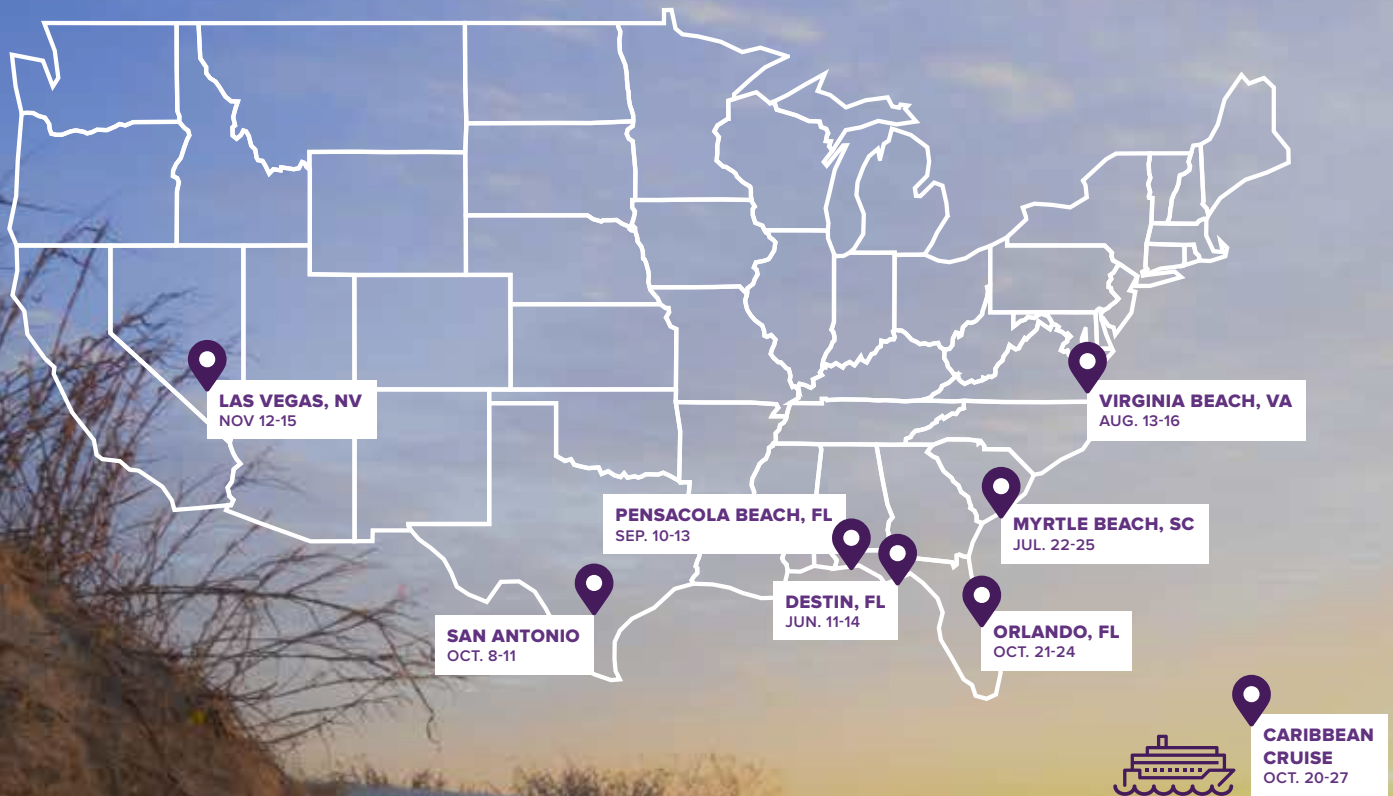 LAS VEGAS, NV
NOV 12-15
VIRGINIA BEACH, VA
AUG. 13-16
PENSACOLA BEACH, FL
SEP. 10-13
MYRTLE BEACH, SC
JUL. 22-25
DESTIN, FL
JUN. 11-14
SAN ANTONIO
OCT. 8-11
ORLANDO, FL
OCT. 21-24
CARIBBEAN
CRUISE
OCT. 20-27